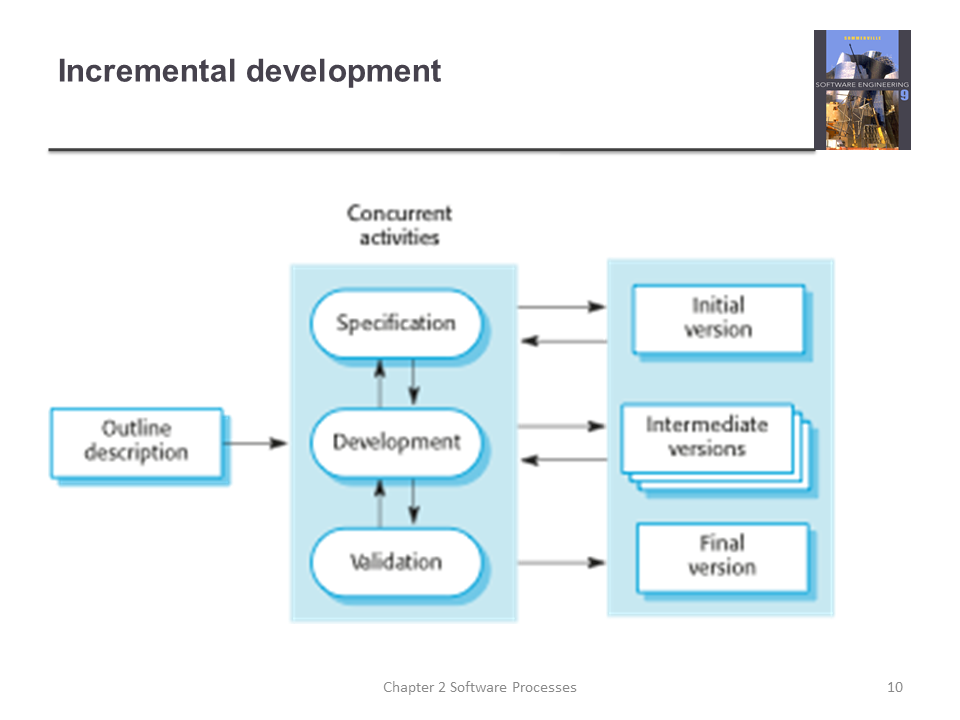 Incremental development
SOMMERVILLE
SOFTWARE ENGINEERING
9
Concurrent
activities
Specification
Initial
version
Outline
description
Development
Intermediate
versions
Validation
Final
version
Chapter 2 Software Processes
10